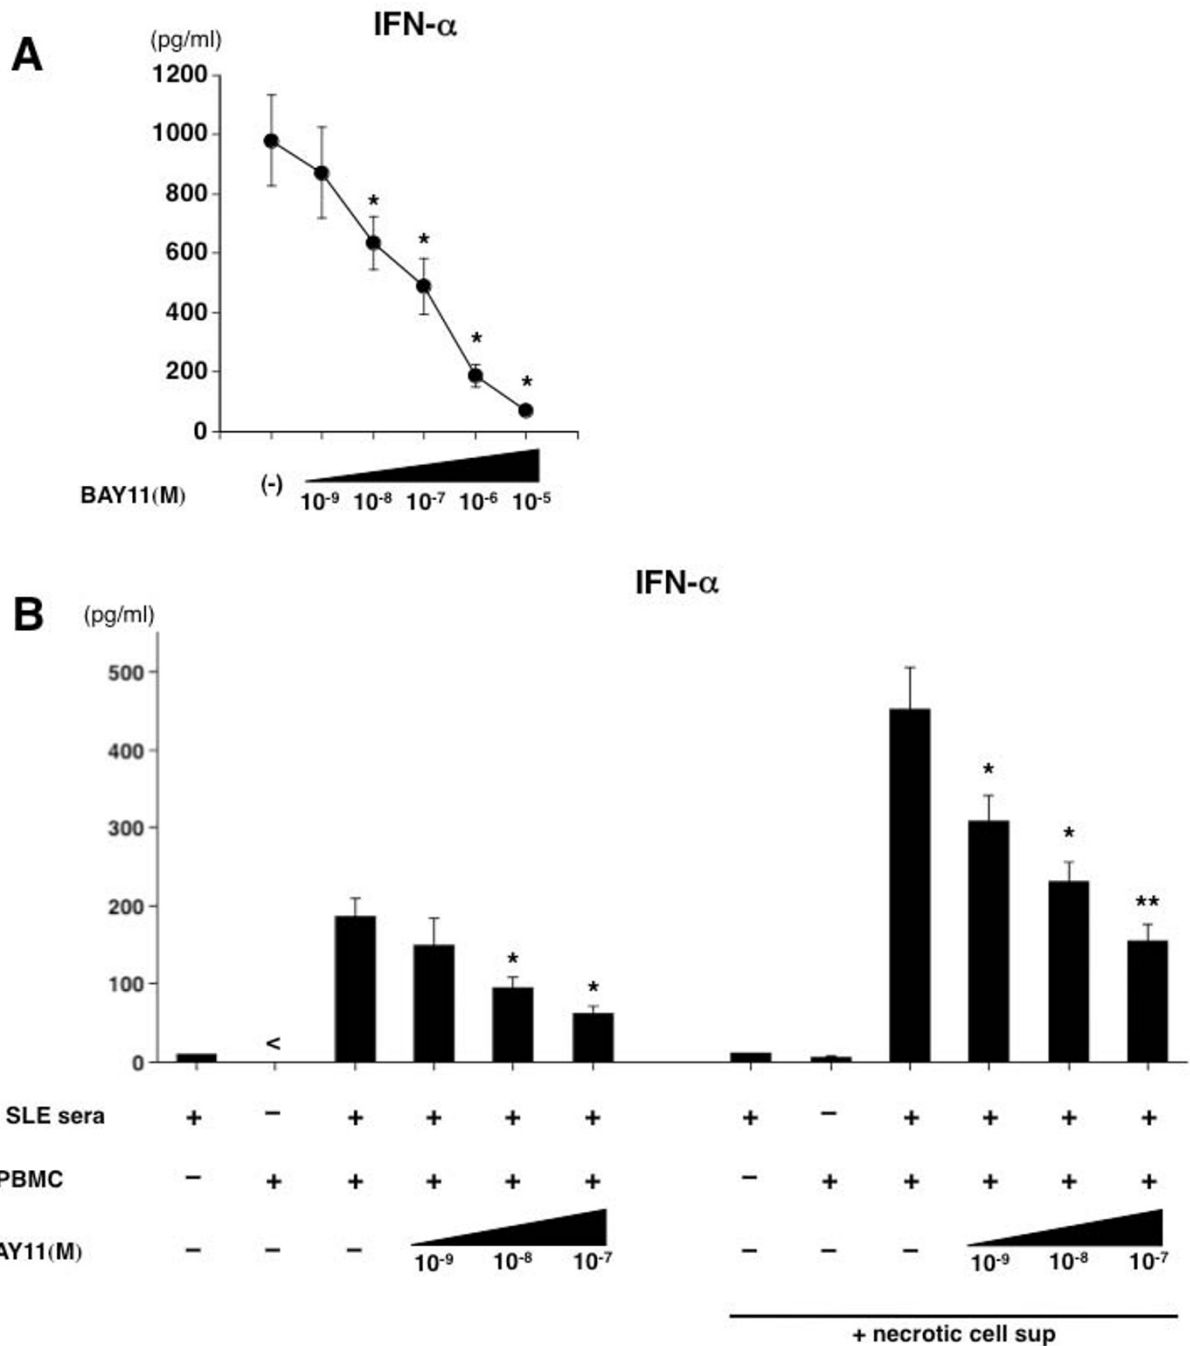 IFN-α
A
(pg/ml)
1200
1000
800
600
400
200
0
*
*
*
*
BAY11(M)
(-) 10-9 10-8 10-7 10-6 10-5
IFN-α
B
(pg/ml)
500
400
300
200
100
0
<
* *
* * **
SLE sera + − + + + + + − + + + +
PBMC − + + + + + − + + + + +
AY11(M) − − − 10-9 10-8 10-7 − − − 10-9 10-8 10-7
+ necrotic cell sup